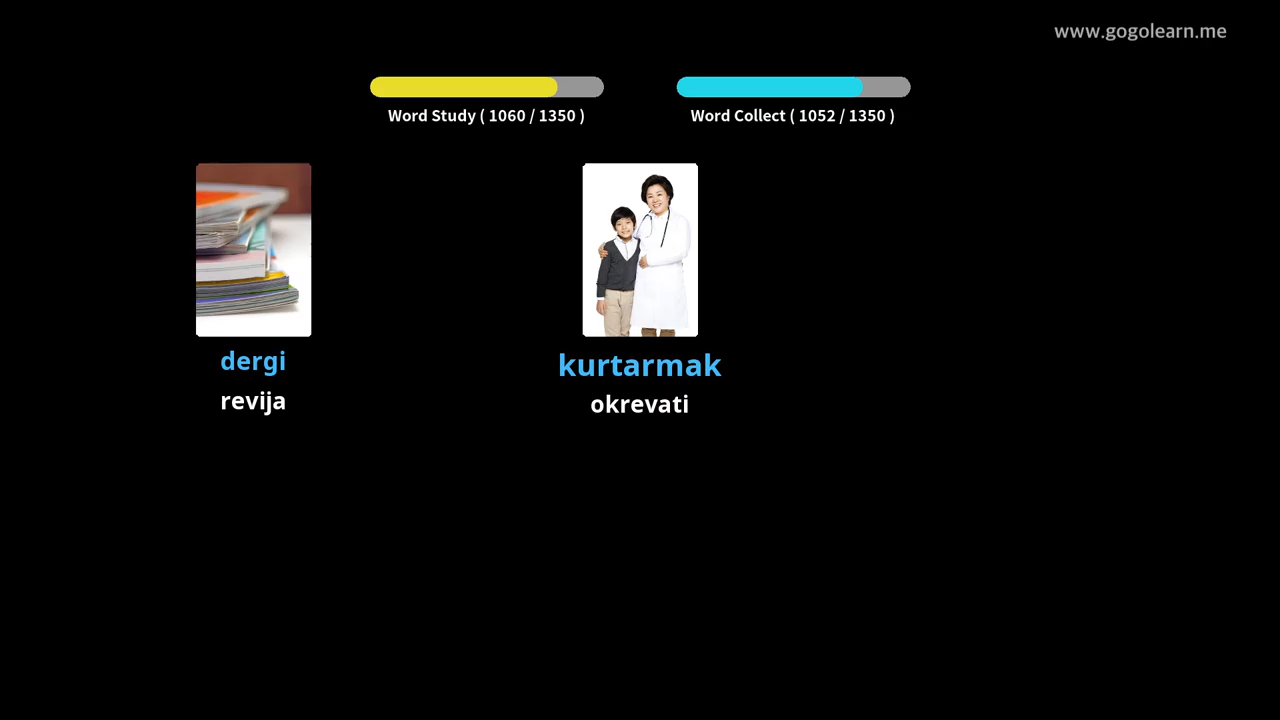 www.gogolearn.me
Word Study ( 1060 / 1350 )
Word Collect ( 1052 / 1350 )
dergi
revija
kurtarmak
okrevati